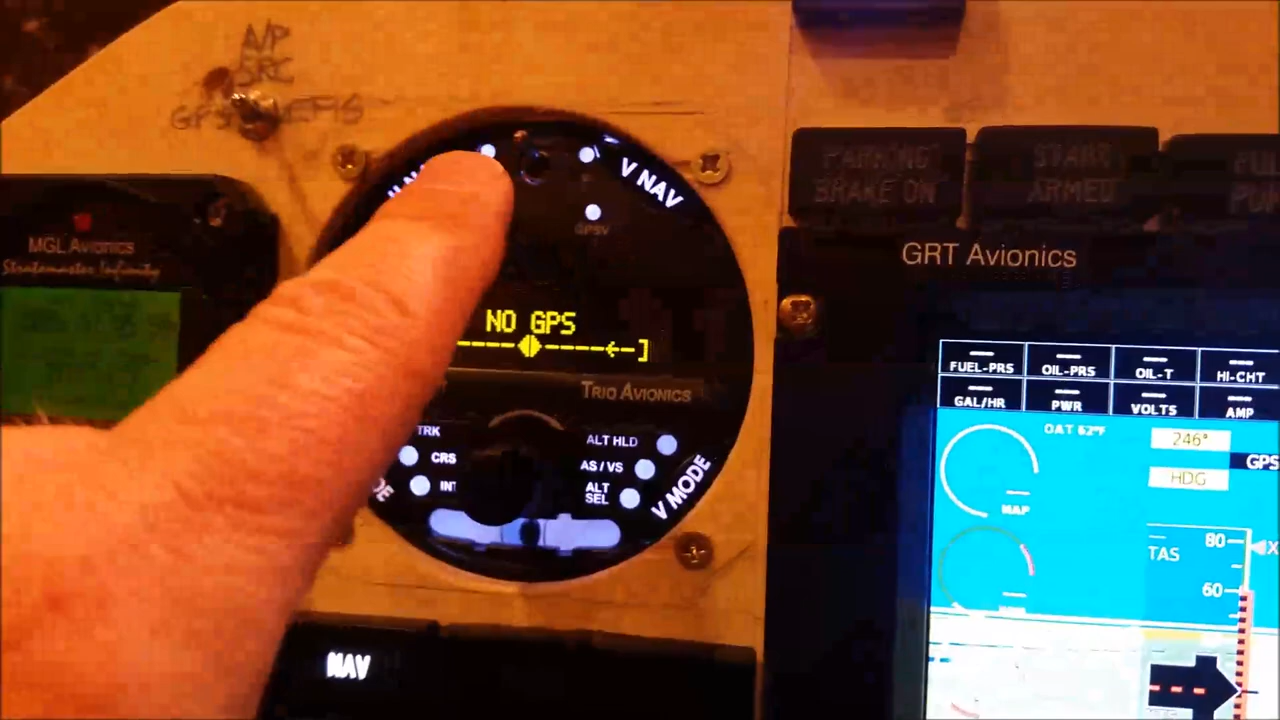 A/P
SRC
GPS EFIS
MGL Avionics
Stratomaster Infinity
V NAV
GPSV
NO GPS
TRIO AVIONICS
TRK
CRS
INT
ALT HLD
AS / VS
ALT
SEL
V MODE
NAV
PARKING
BRAKE ON
START
ARMED
GRT Avionics
FUEL-PRS
OIL-PRS
OIL-T
HI-CHT
GAL/HR
PWR
VOLTS
AMP
OAT 62°F
246°
GPS
HDG
MAP
TAS
80
60